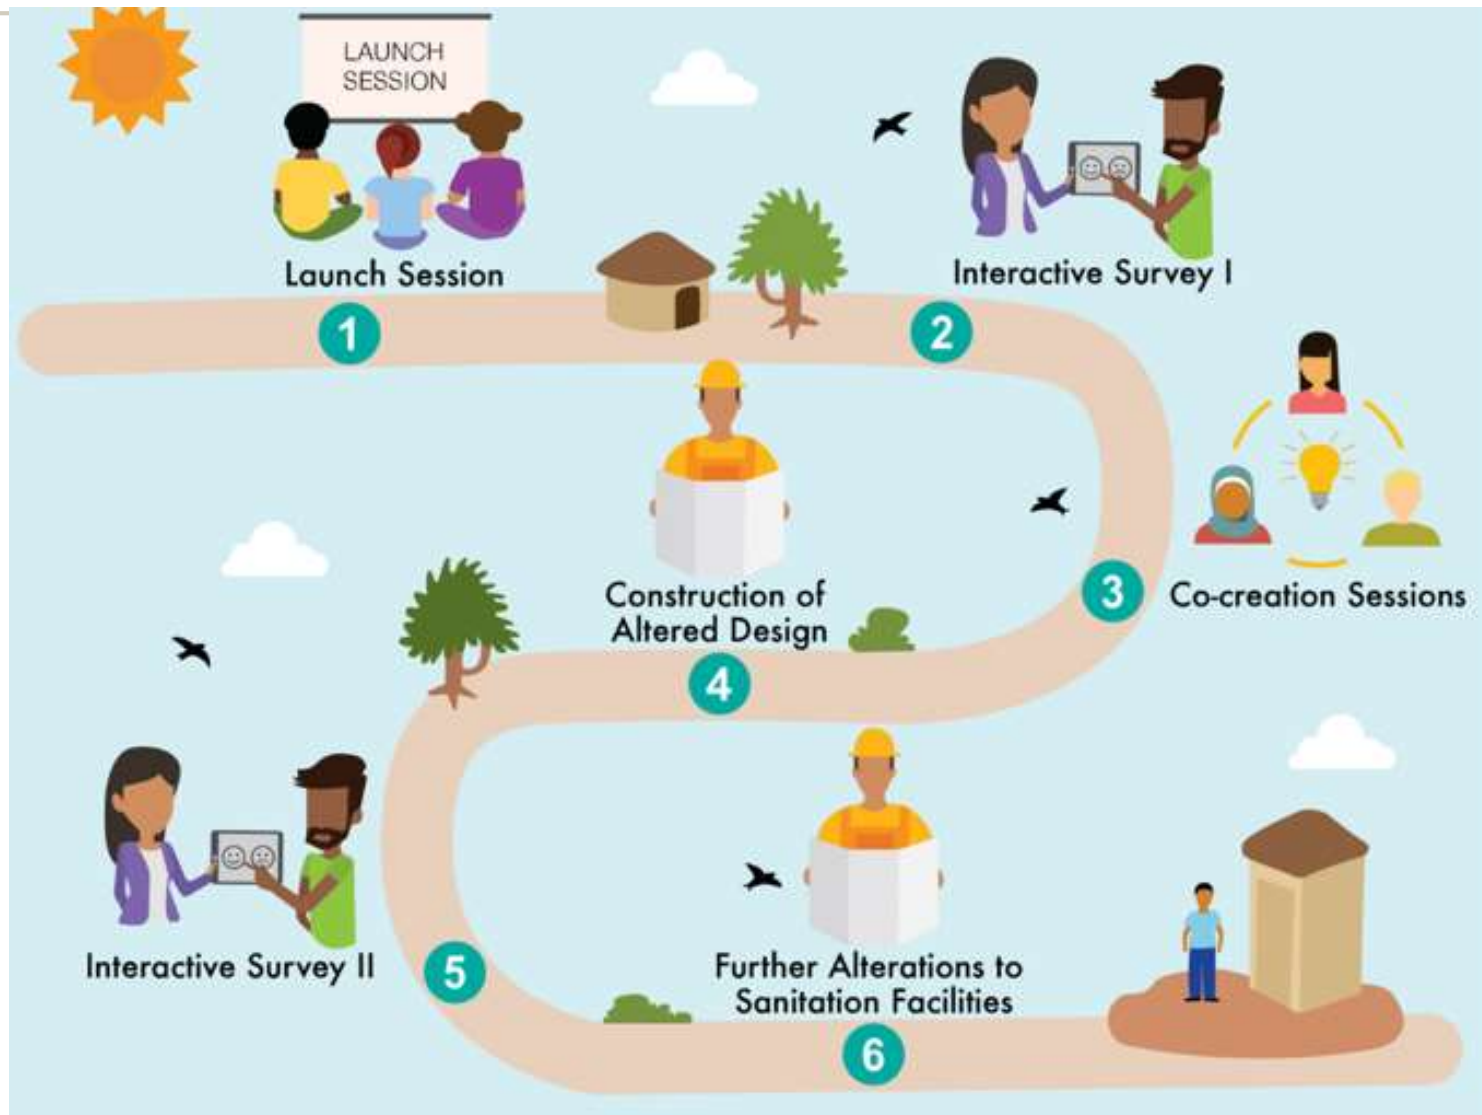 LAUNCH
SESSION
Launch Session
1
Interactive Survey I
2
3
Co-creation Sessions
Construction of
Altered Design
4
Interactive Survey II
5
Further Alterations to
Sanitation Facilities
6